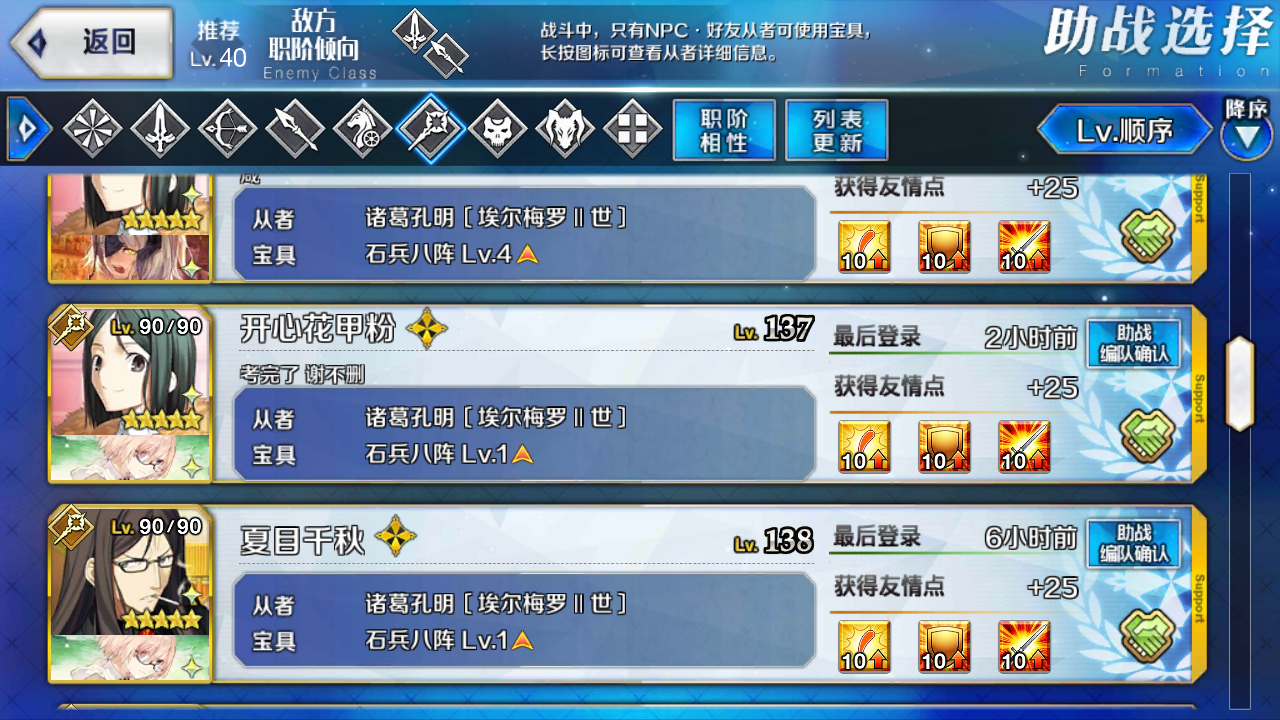 返回
推荐
Lv.40
敌方
职阶倾向
Enemy Class
战斗中，只有NPC·好友从者可使用宝具，
长按图标可查看从者详细信息。
助战选择
Formation
职阶
相性
列表
更新
Lv.顺序
降序
从者 诸葛孔明［埃尔梅罗Ⅱ世］
宝具 石兵八阵 Lv.4
获得友情点 +25
10 10 10
Support
Lv. 90/90
开心花甲粉
Lv. 137
考完了 谢不删
从者 诸葛孔明［埃尔梅罗Ⅱ世］
宝具 石兵八阵 Lv.1
最后登录 2小时前
获得友情点 +25
10 10 10
助战
编队确认
Support
Lv. 90/90
夏目千秋
Lv. 138
从者 诸葛孔明［埃尔梅罗Ⅱ世］
宝具 石兵八阵 Lv.1
最后登录 6小时前
获得友情点 +25
10 10 10
助战
编队确认
Support